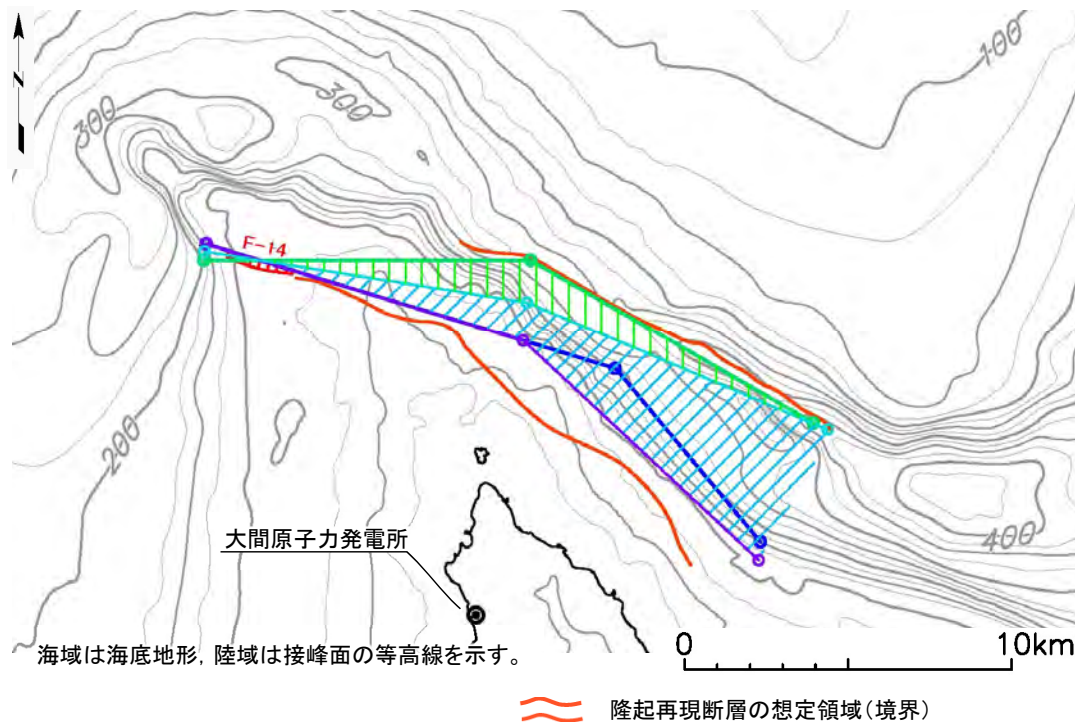 N
300
300
100
F-14
200
400
大間原子力発電所
海域は海底地形，陸域は接峰面の等高線を示す。
0 10km
隆起再現断層の想定領域（境界）